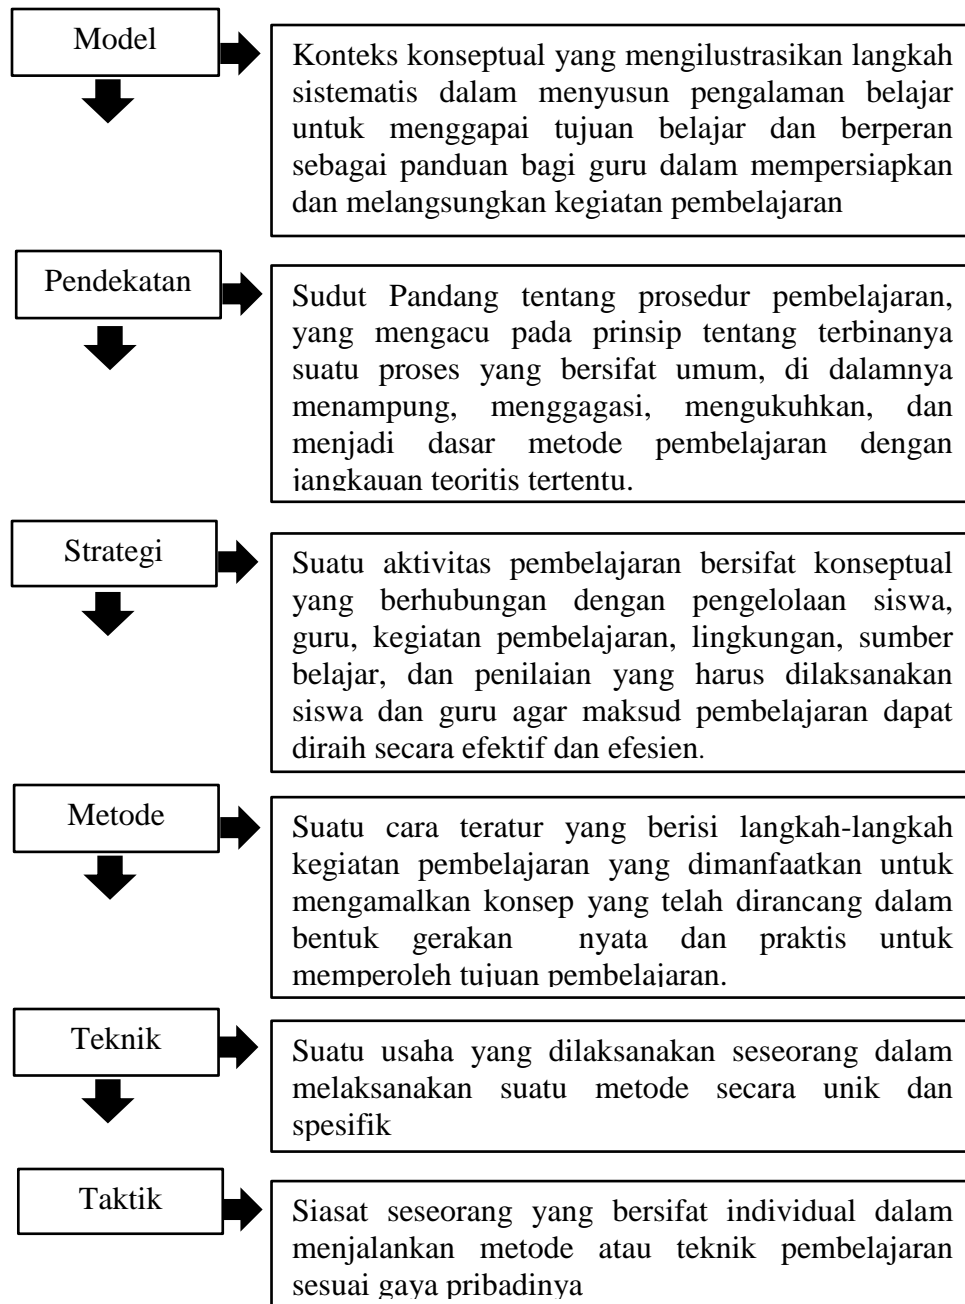 Model
Konteks konseptual yang mengilustrasikan langkah
sistematis dalam menyusun pengalaman belajar
untuk menggapai tujuan belajar dan berperan
sebagai panduan bagi guru dalam mempersiapkan
dan melangsungkan kegiatan pembelajaran
Pendekatan
Sudut Pandang tentang prosedur pembelajaran,
yang mengacu pada prinsip tentang terbinanya
suatu proses yang bersifat umum, di dalamnya
menampung, menggagasi, mengukuhkan, dan
menjadi dasar metode pembelajaran dengan
jangkauan teoritis tertentu.
Strategi
Suatu aktivitas pembelajaran bersifat konseptual
yang berhubungan dengan pengelolaan siswa,
guru, kegiatan pembelajaran, lingkungan, sumber
belajar, dan penilaian yang harus dilaksanakan
siswa dan guru agar maksud pembelajaran dapat
diraih secara efektif dan efesien.
Metode
Suatu cara teratur yang berisi langkah-langkah
kegiatan pembelajaran yang dimanfaatkan untuk
mengamalkan konsep yang telah dirancang dalam
bentuk gerakan nyata dan praktis untuk
memperoleh tujuan pembelajaran.
Teknik
Suatu usaha yang dilaksanakan seseorang dalam
melaksanakan suatu metode secara unik dan
spesifik
Taktik
Siasat seseorang yang bersifat individual dalam
menjalankan metode atau teknik pembelajaran
sesuai gaya pribadinya